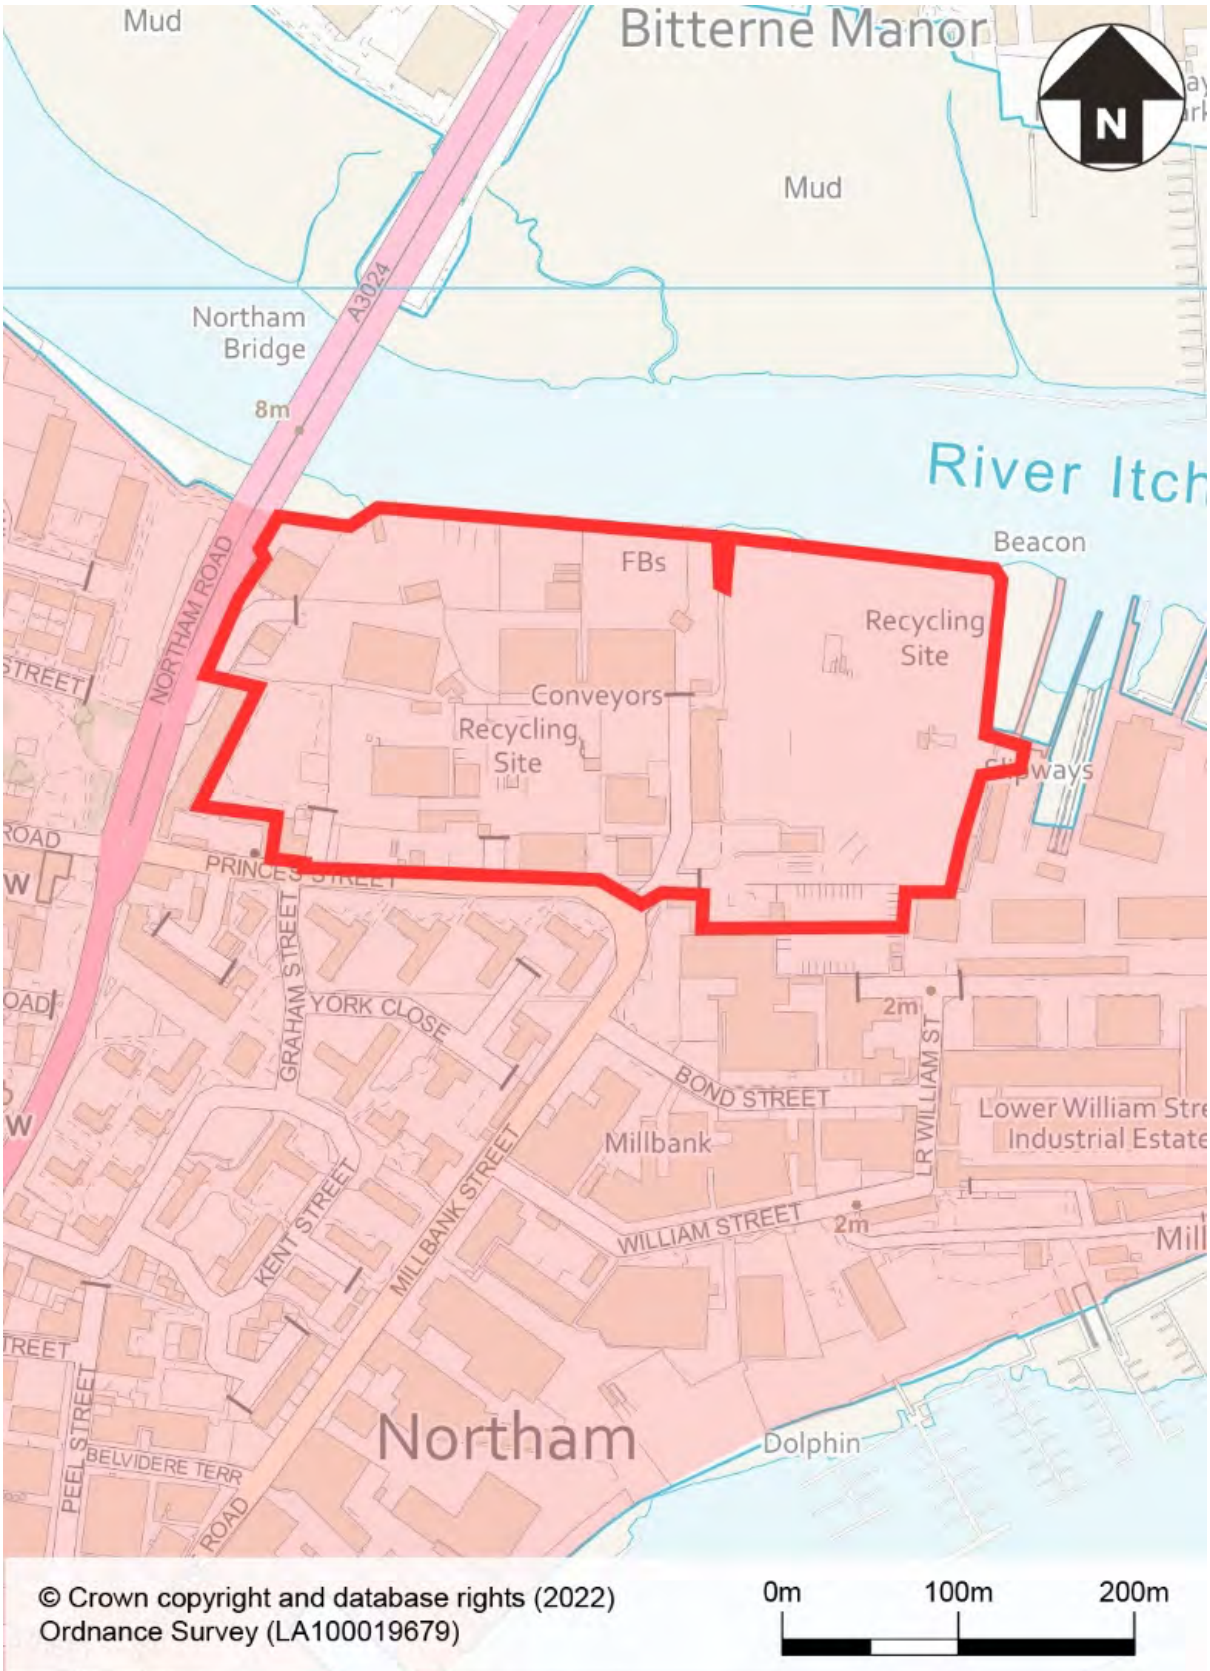 Mud
Bitterne Manor
N
Mud
A3024
Northam
Bridge
8m
River Itch
Beacon
NORTHAM ROAD
FBs
Recycling
Site
STREET
Conveyors
Recycling
Site
Slipways
ROAD
W
PRINCES STREET
GRAHAM STREET
YORK CLOSE
OAD
2m
LR WILLIAM ST
BOND STREET
W
Lower William Stre
Industrial Estate
Millbank
MILLBANK STREET
KENT STREET
WILLIAM STREET
2m
Mill
TREET
PEEL STREET
Northam
Dolphin
BELVIDERE TERR
ROAD
© Crown copyright and database rights (2022)
Ordnance Survey (LA100019679)
0m 100m 200m